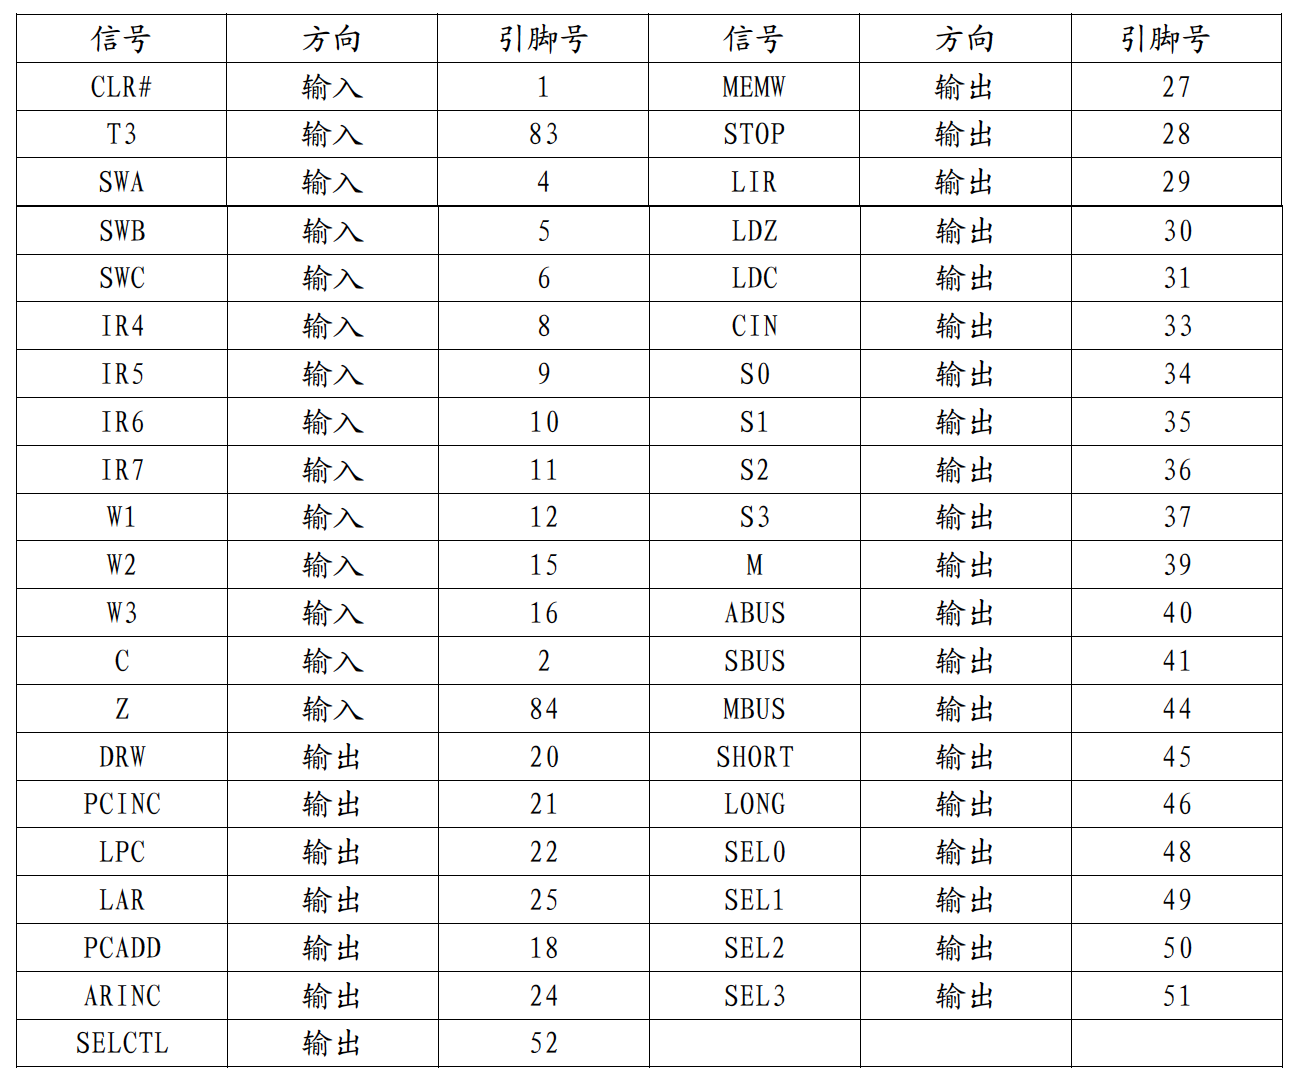 信号 方向 引脚号 信号 方向 引脚号
CLR# 输入 1 MEMW 输出 27
T3 输入 83 STOP 输出 28
SWA 输入 4 LIR 输出 29
SWB 输入 5 LDZ 输出 30
SWC 输入 6 LDC 输出 31
IR4 输入 8 CIN 输出 33
IR5 输入 9 S0 输出 34
IR6 输入 10 S1 输出 35
IR7 输入 11 S2 输出 36
W1 输入 12 S3 输出 37
W2 输入 15 M 输出 39
W3 输入 16 ABUS 输出 40
C 输入 2 SBUS 输出 41
Z 输入 84 MBUS 输出 44
DRW 输出 20 SHORT 输出 45
PCINC 输出 21 LONG 输出 46
LPC 输出 22 SEL0 输出 48
LAR 输出 25 SEL1 输出 49
PCADD 输出 18 SEL2 输出 50
ARINC 输出 24 SEL3 输出 51
SELCTL 输出 52